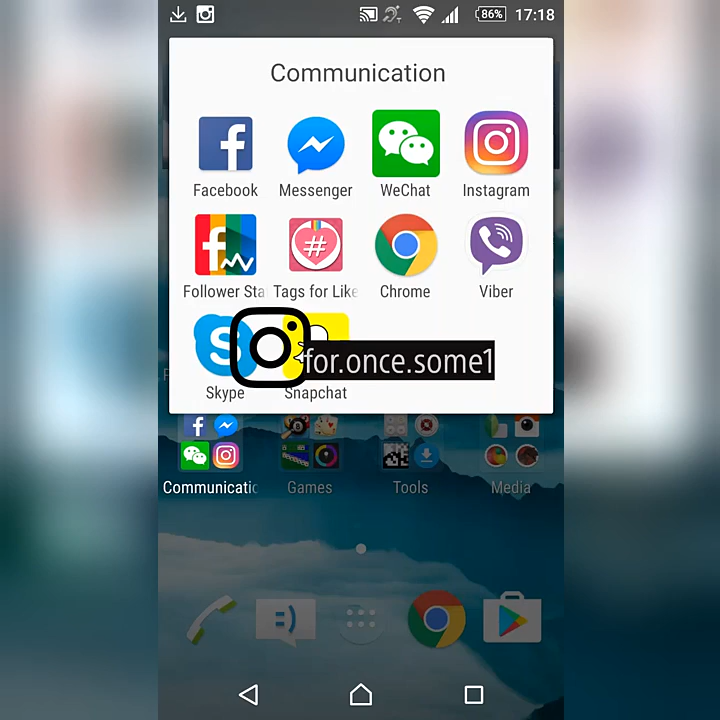 86% 17:18
Communication
Facebook Messenger WeChat Instagram
Follower Sta Tags for Like Chrome Viber
for.once.some1
Skype Snapchat
Communicatio Games Tools Media